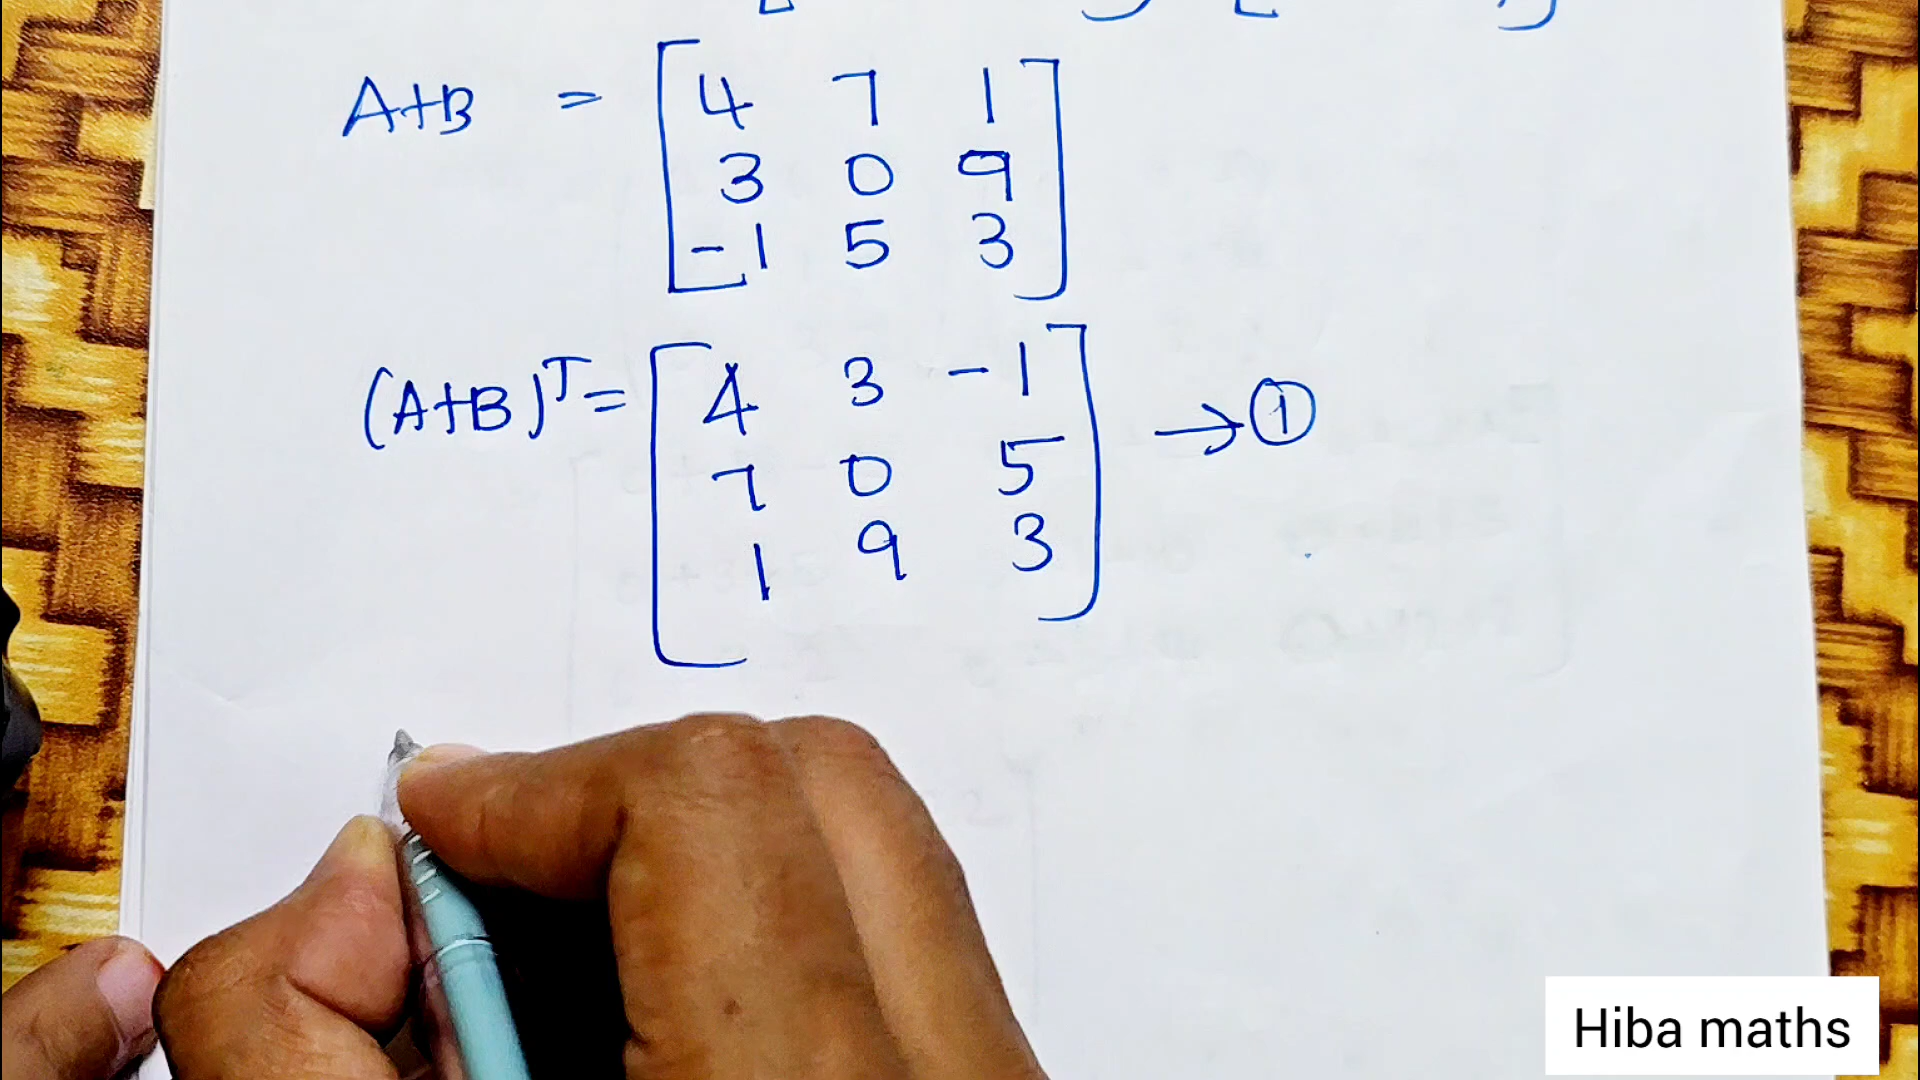 A+B = [4 7 1
3 0 9
-1 5 3]
(A+B)ᵀ = [4 3 -1
7 0 5 → ①
1 9 3]
Hiba maths